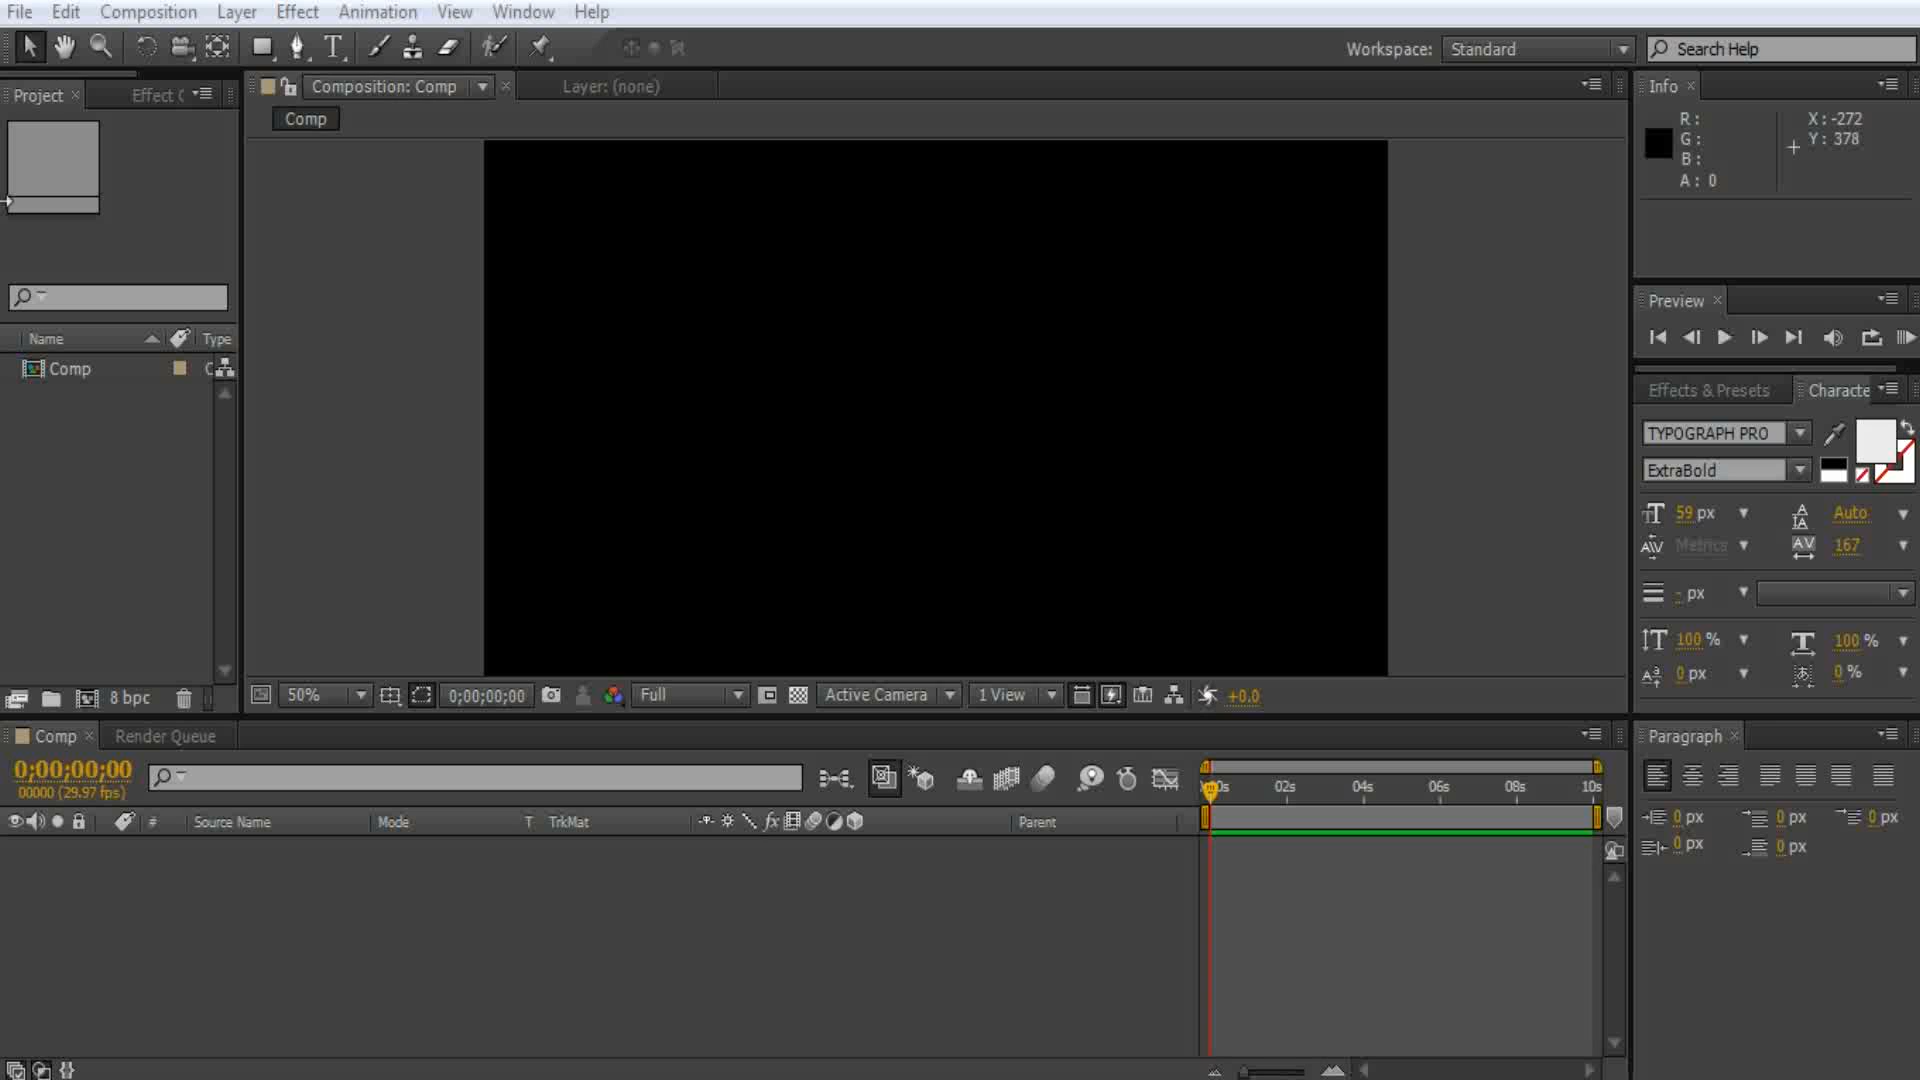 File Edit Composition Layer Effect Animation View Window Help
Workspace: Standard Search Help
Project Effect C
Composition: Comp Layer: (none)
Comp
Info
R :
G :
B :
A : 0
X : -272
Y : 378
Preview
Name Type
Comp
Effects & Presets Characte
TYPOGRAPH PRO
ExtraBold
59 px Auto
Metrics 167
- px
100 % 100 %
0 px 0 %
8 bpc
50% 0;00;00;00 Full Active Camera 1 View +0.0
Comp Render Queue
0;00;00;00
00000 (29.97 fps)
02s 04s 06s 08s 10s
# Source Name Mode T TrkMat fx Parent
Paragraph
0 px 0 px 0 px
0 px 0 px